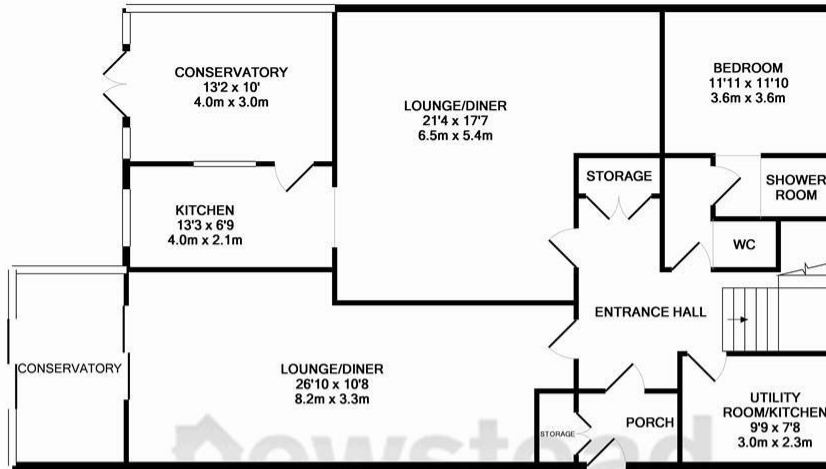 CONSERVATORY
13'2 x 10'
4.0m x 3.0m
LOUNGE/DINER
21'4 x 17'7
6.5m x 5.4m
BEDROOM
11'11 x 11'10
3.6m x 3.6m
STORAGE
SHOWER
ROOM
KITCHEN
13'3 x 6'9
4.0m x 2.1m
WC
ENTRANCE HALL
CONSERVATORY
LOUNGE/DINER
26'10 x 10'8
8.2m x 3.3m
UTILITY
ROOM/KITCHEN
9'9 x 7'8
3.0m x 2.3m
STORAGE
PORCH